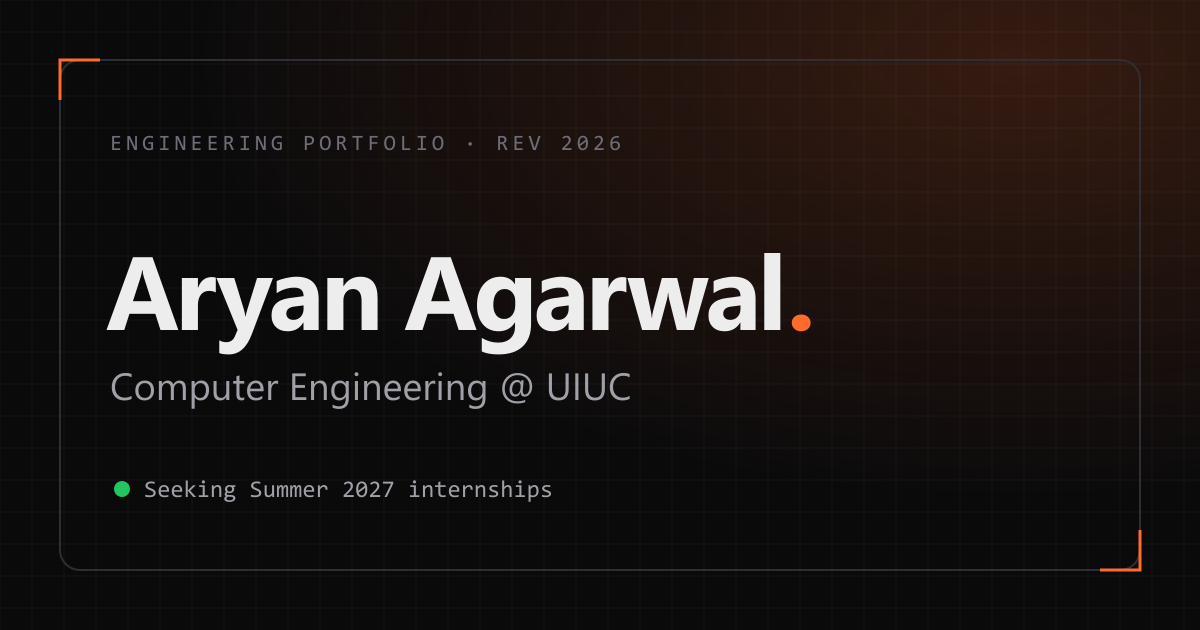 ENGINEERING PORTFOLIO · REV 2026
Aryan Agarwal.
Computer Engineering @ UIUC
Seeking Summer 2027 internships